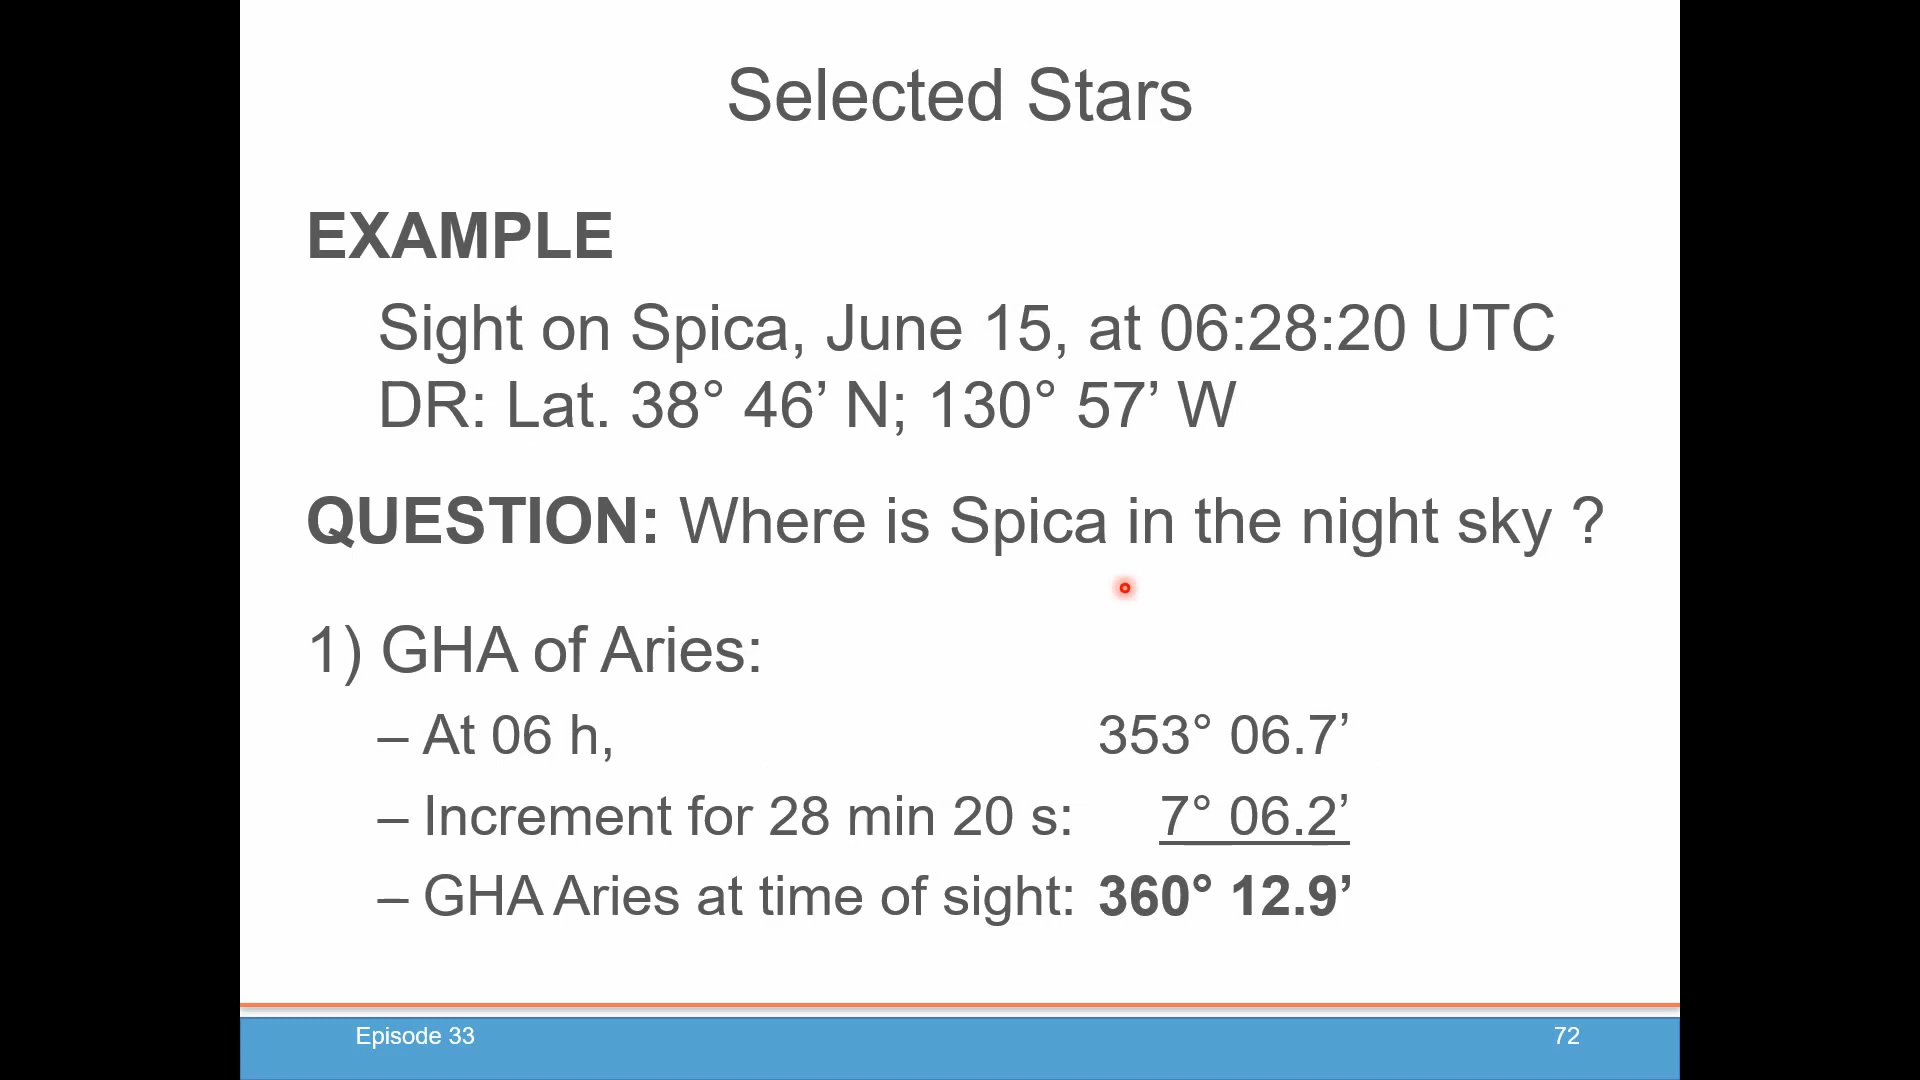 Selected Stars
EXAMPLE
Sight on Spica, June 15, at 06:28:20 UTC
DR: Lat. 38° 46’ N; 130° 57’ W
QUESTION: Where is Spica in the night sky ?
1) GHA of Aries:
– At 06 h, 353° 06.7’
– Increment for 28 min 20 s: 7° 06.2’
– GHA Aries at time of sight: 360° 12.9’
Episode 33 72